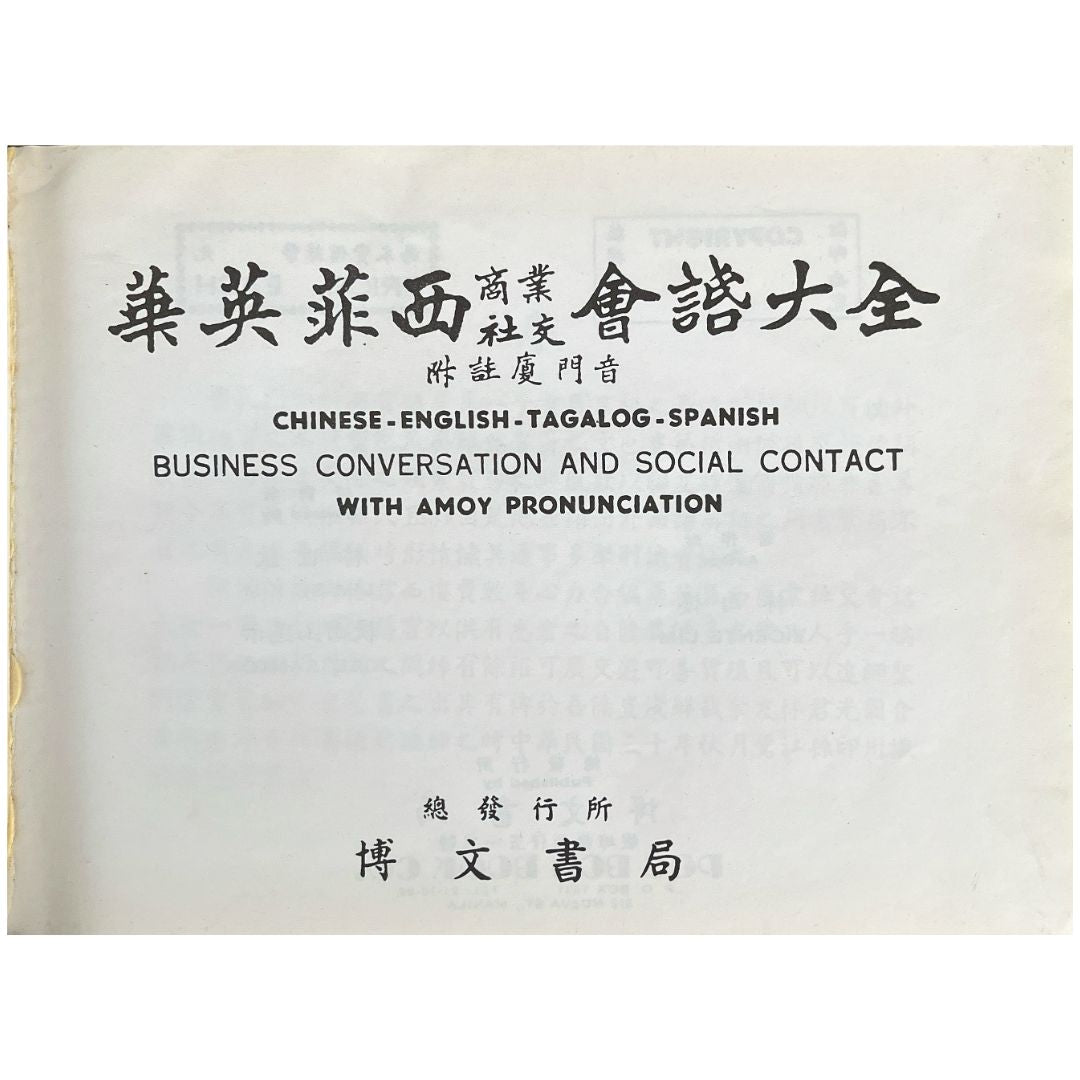 華英菲西商業社交會諙大全
附註廈門音
CHINESE-ENGLISH-TAGALOG-SPANISH
BUSINESS CONVERSATION AND SOCIAL CONTACT
WITH AMOY PRONUNCIATION
總發行所
博文書局